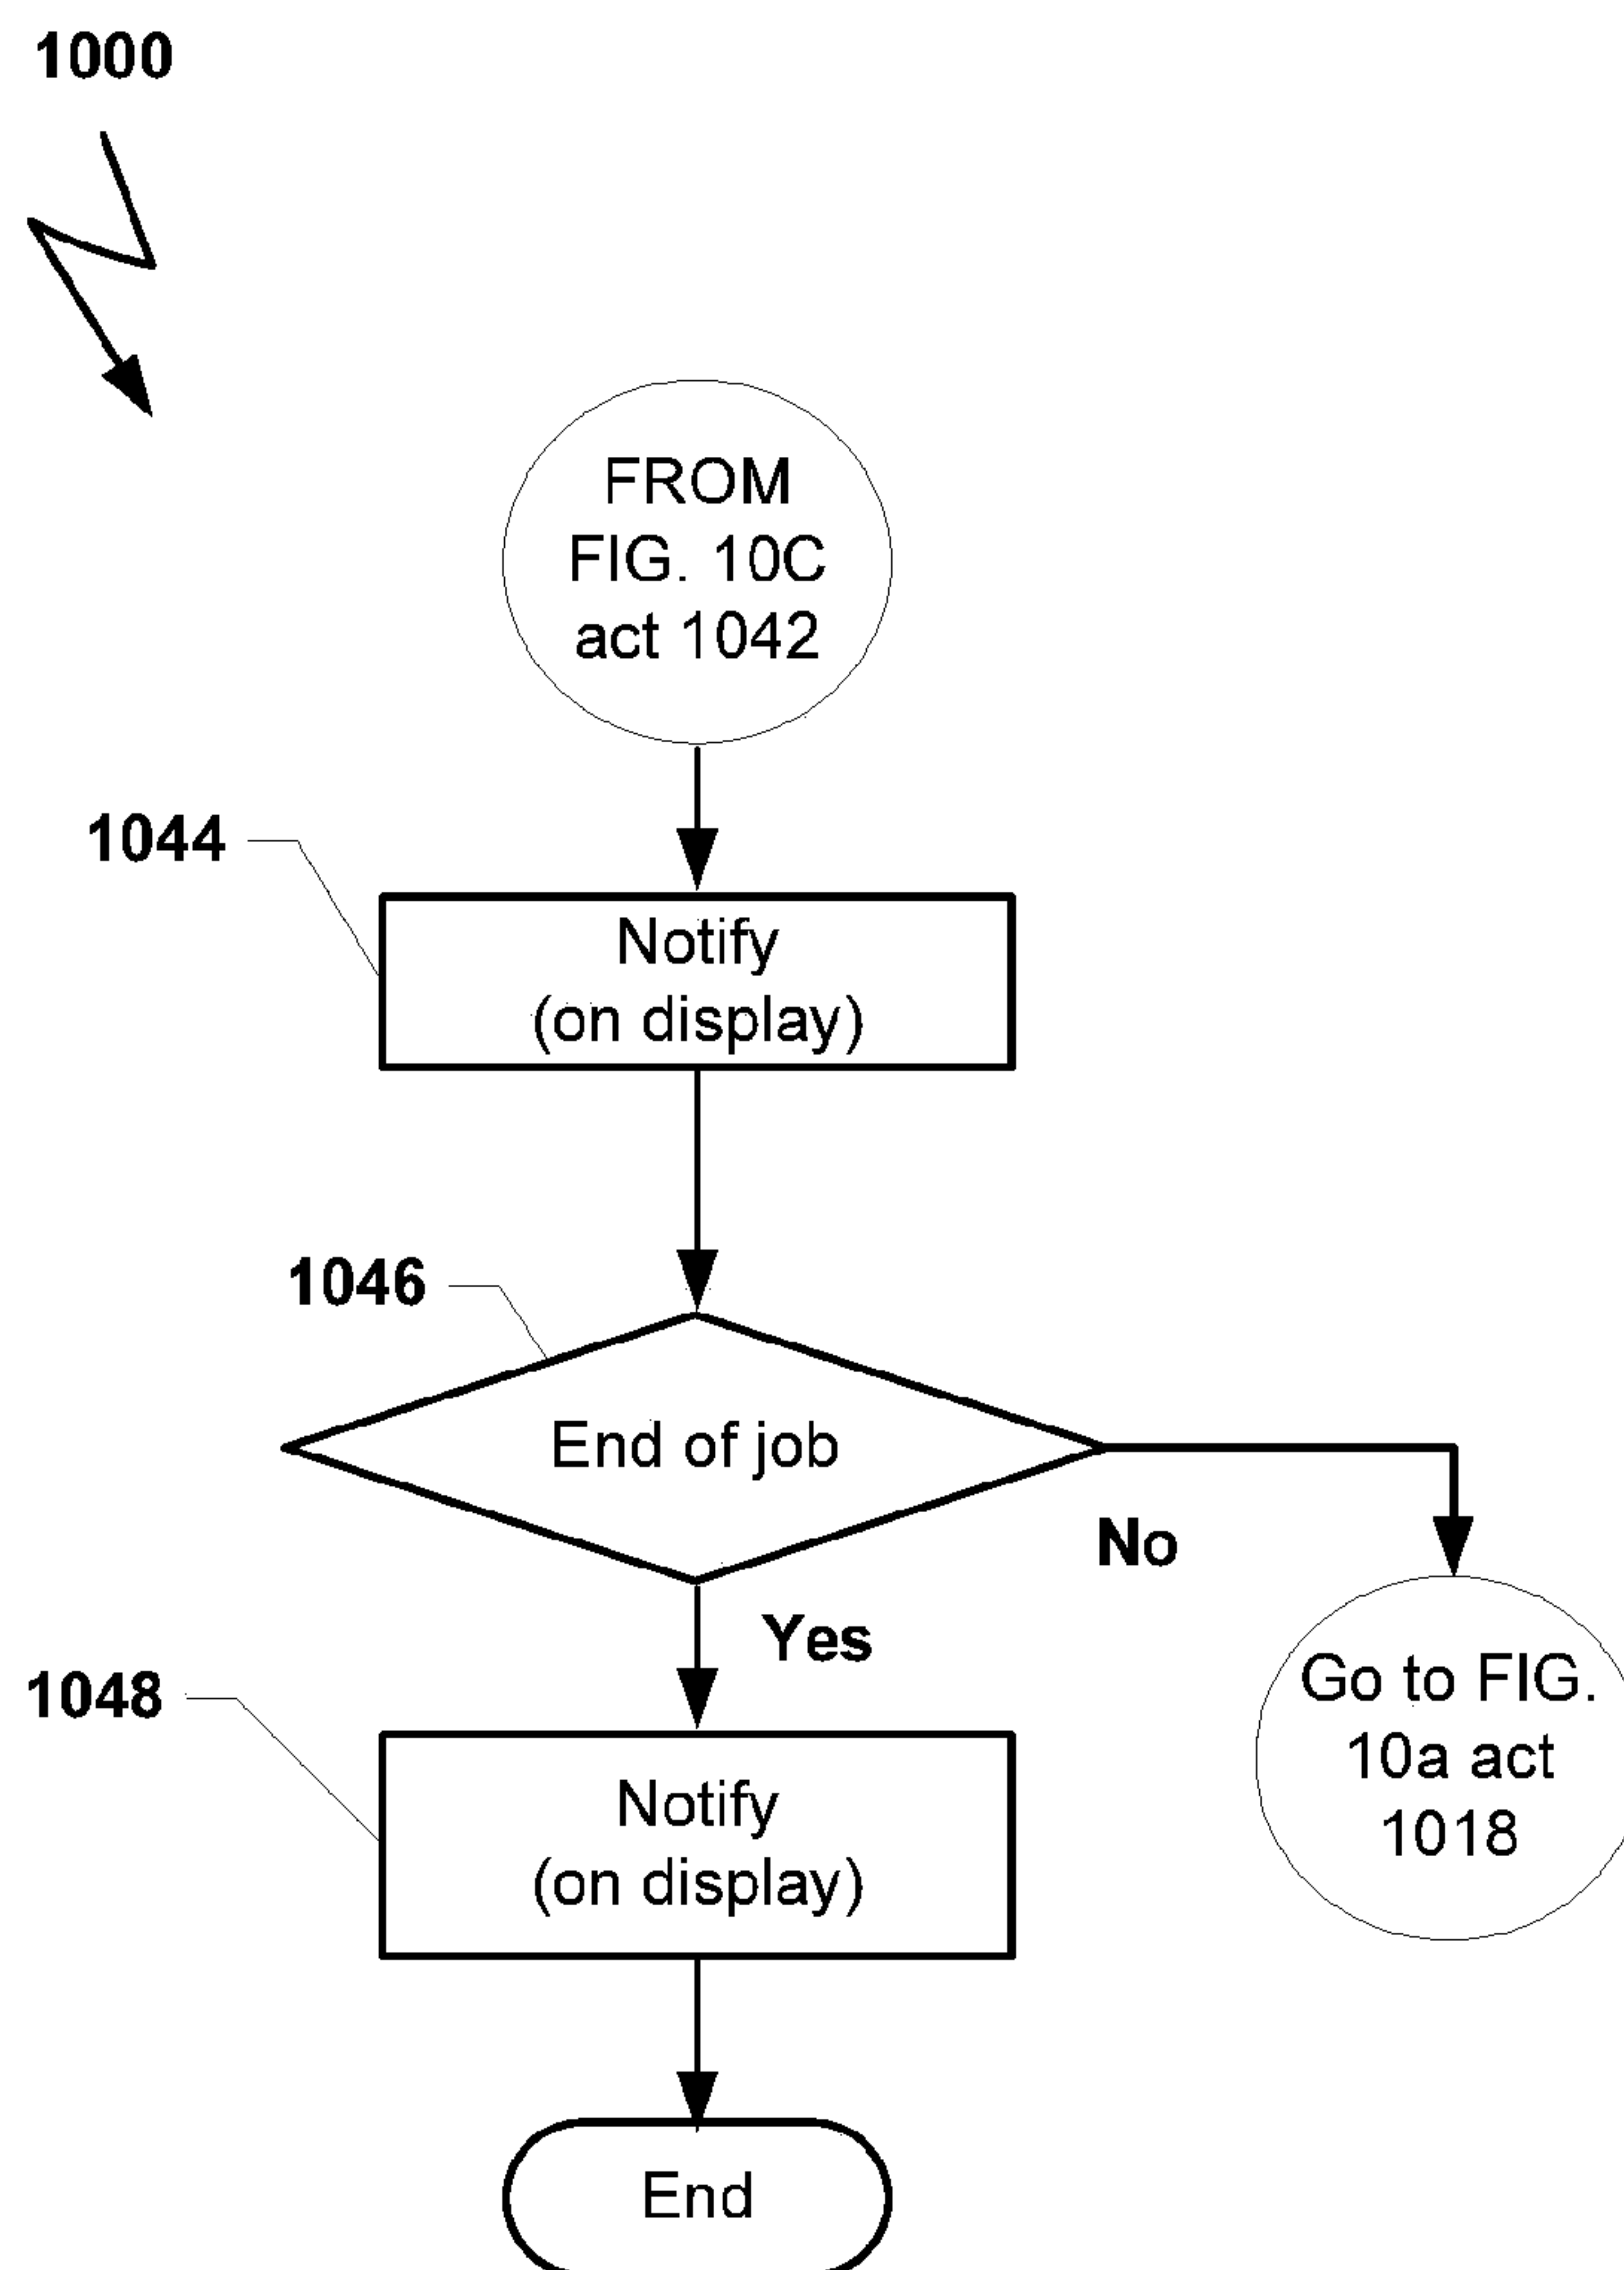 1000
FROM
FIG. 10C
act 1042
1044
Notify
(on display)
1046
End of job
No
Yes
Go to FIG.
10a act
1018
1048
Notify
(on display)
End